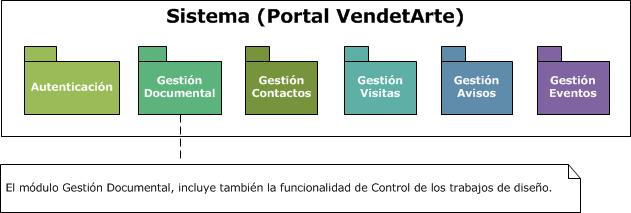 Sistema (Portal VendetArte)
Autenticación
Gestión
Documental
Gestión
Contactos
Gestión
Visitas
Gestión
Avisos
Gestión
Eventos
El módulo Gestión Documental, incluye también la funcionalidad de Control de los trabajos de diseño.